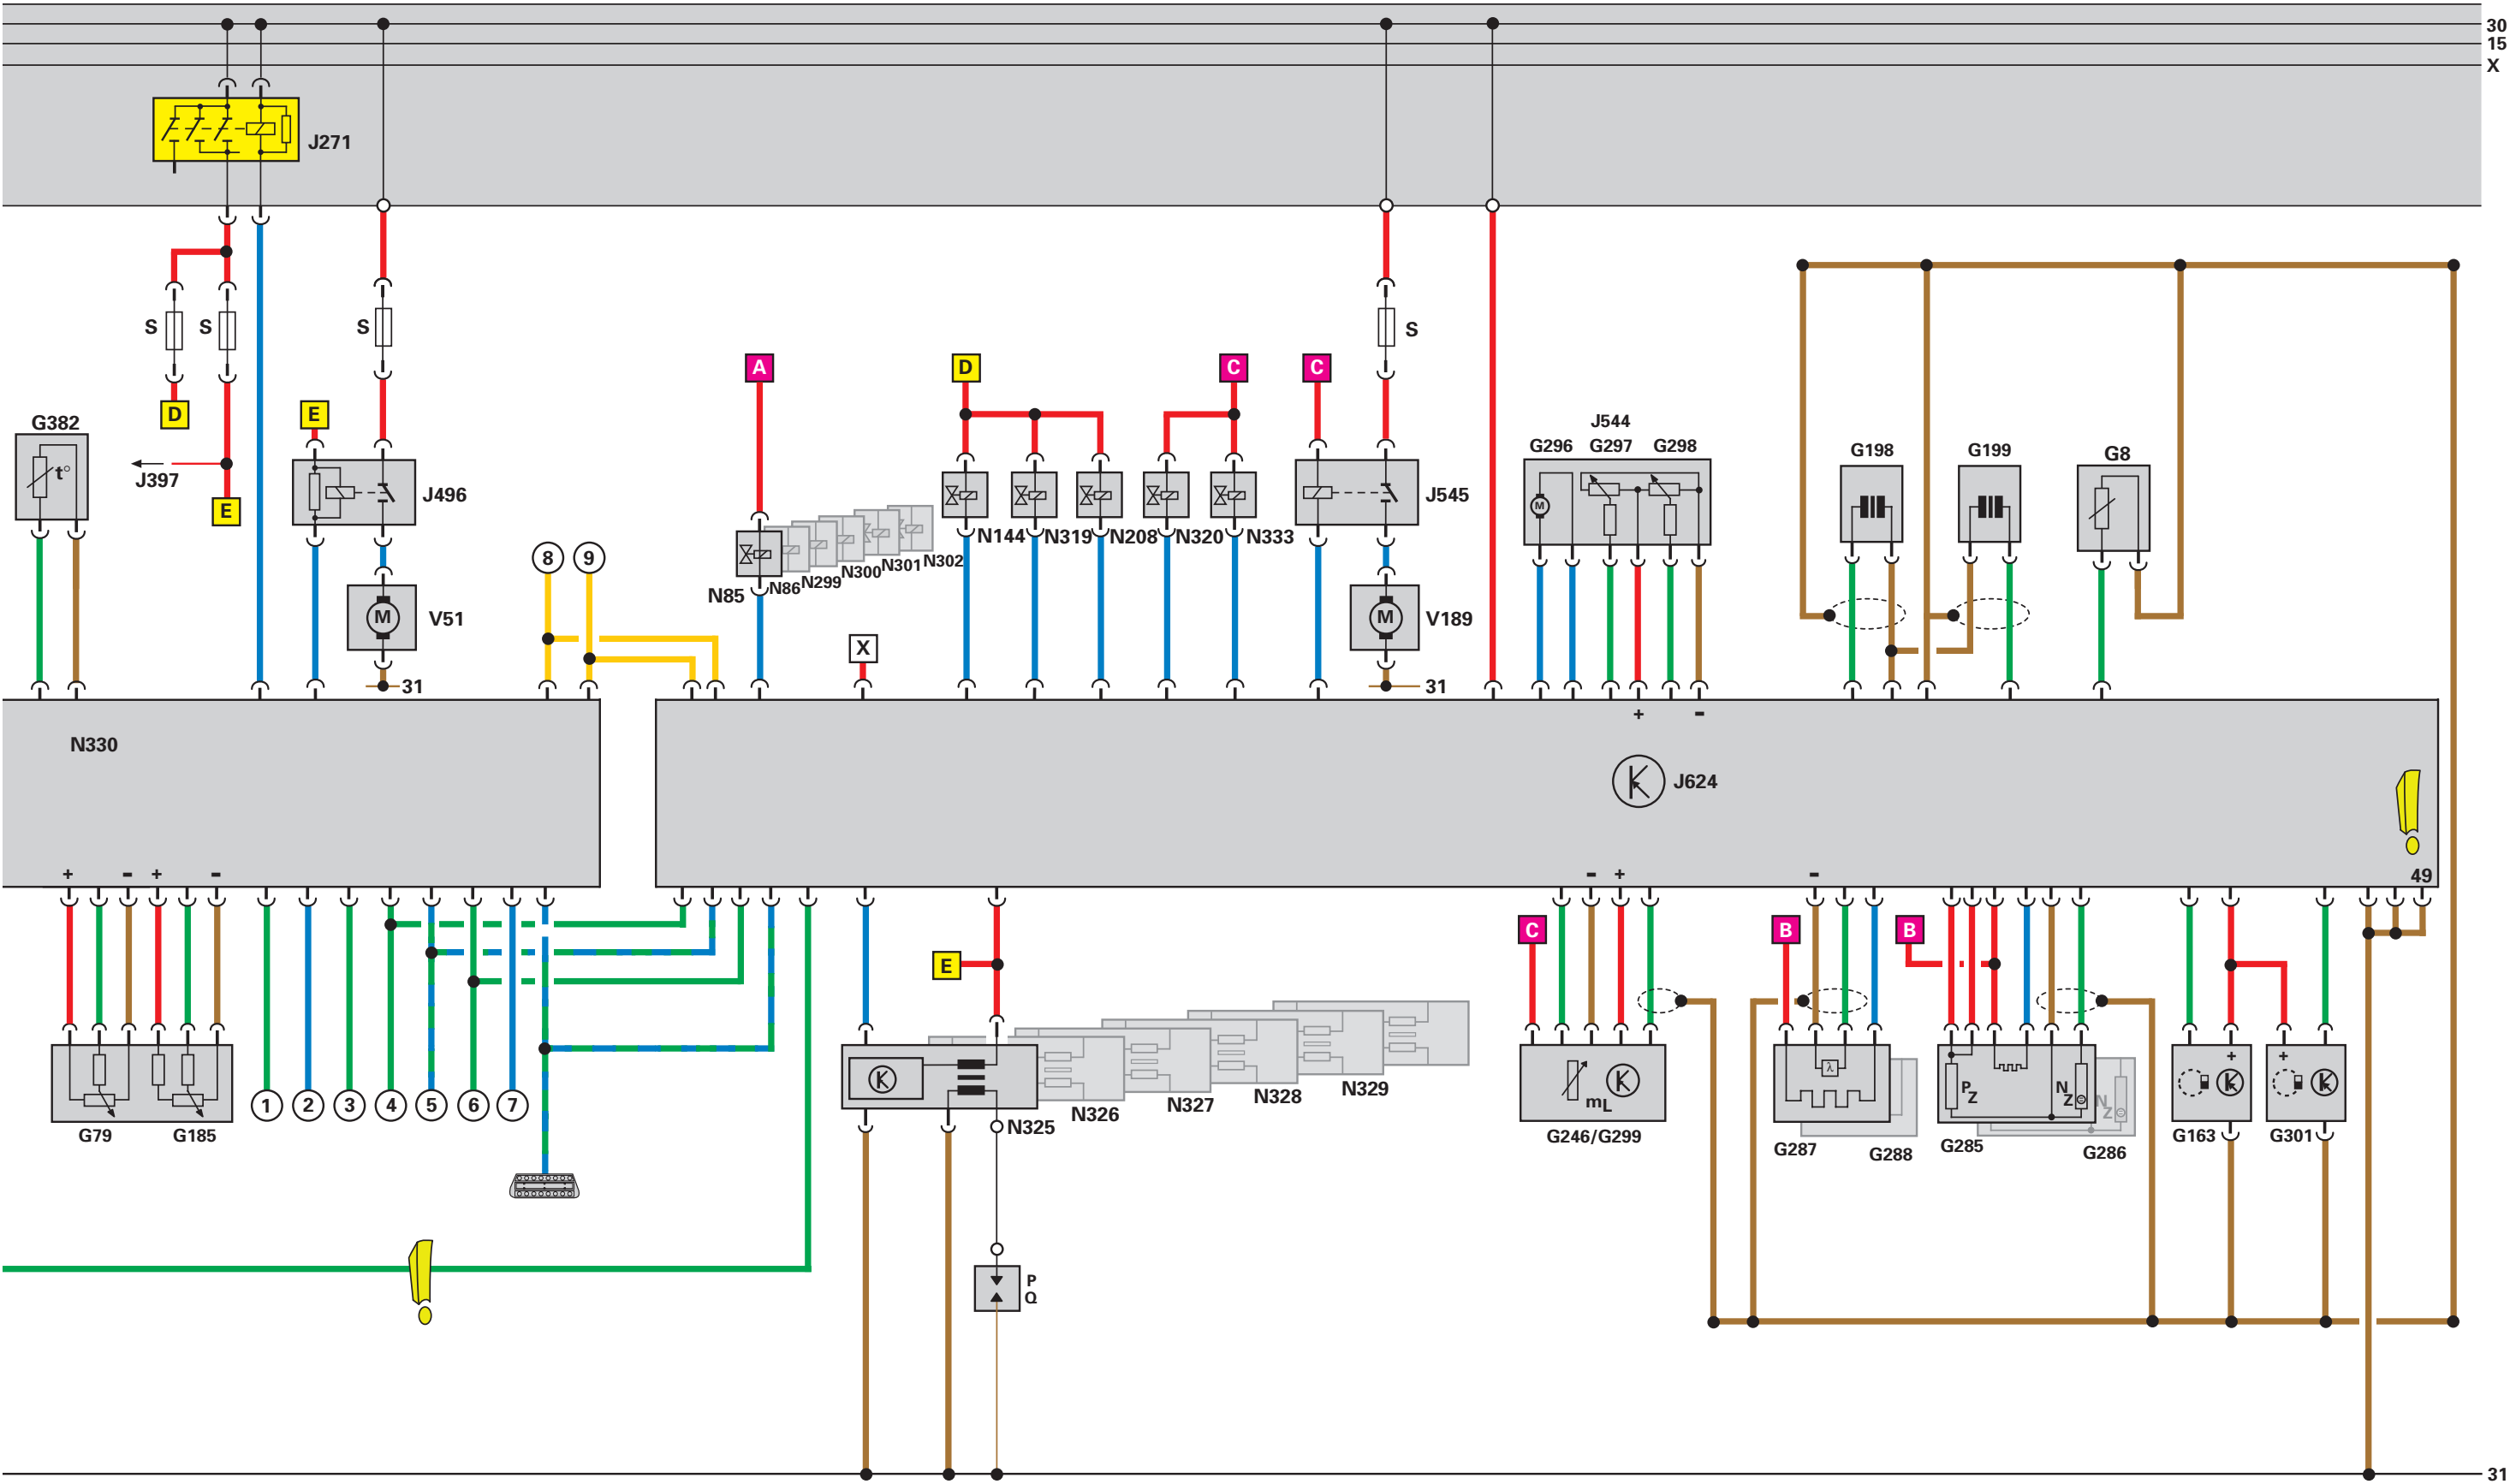 30
15
X
J271
S
S
S
S
A
D
C
C
D
E
G382
t°
J397
E
J496
J545
J544
G296
G297
G298
M
G198
G199
G8
N144
N319
N208
N320
N333
N85
N86
N299
N300
N301
N302
8
9
M
V51
X
M
V189
31
31
N330
J624
+
-
+
-
+
-
+
-
-
+
-
49
E
C
B
B
1
2
3
4
5
6
7
G79
G185
N325
N326
N327
N328
N329
mL
G246/G299
λ
G287
G288
P
Z
N
Z
N
Z
G285
G286
+
G163
+
G301
P
Q
31